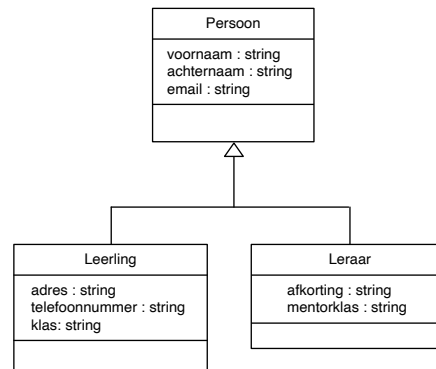 Persoon
voornaam : string
achternaam : string
email : string
Leerling
adres : string
telefoonnummer : string
klas: string
Leraar
afkorting : string
mentorklas : string